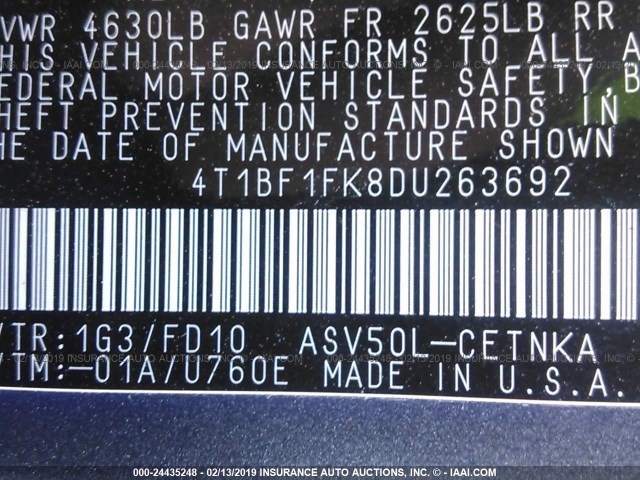 VWR 4630LB GAWR FR 2625LB RR
THIS VEHICLE CONFORMS TO ALL A
FEDERAL MOTOR VEHICLE SAFETY, B
THEFT PREVENTION STANDARDS IN
THE DATE OF MANUFACTURE SHOWN
4T1BF1FK8DU263692
/TR:1G3/FD10 ASV50L-CETNKA
TM:-01A/U760E MADE IN U.S.A.
000-24435248 - 02/13/2019 INSURANCE AUTO AUCTIONS, INC. - © IAAI.COM